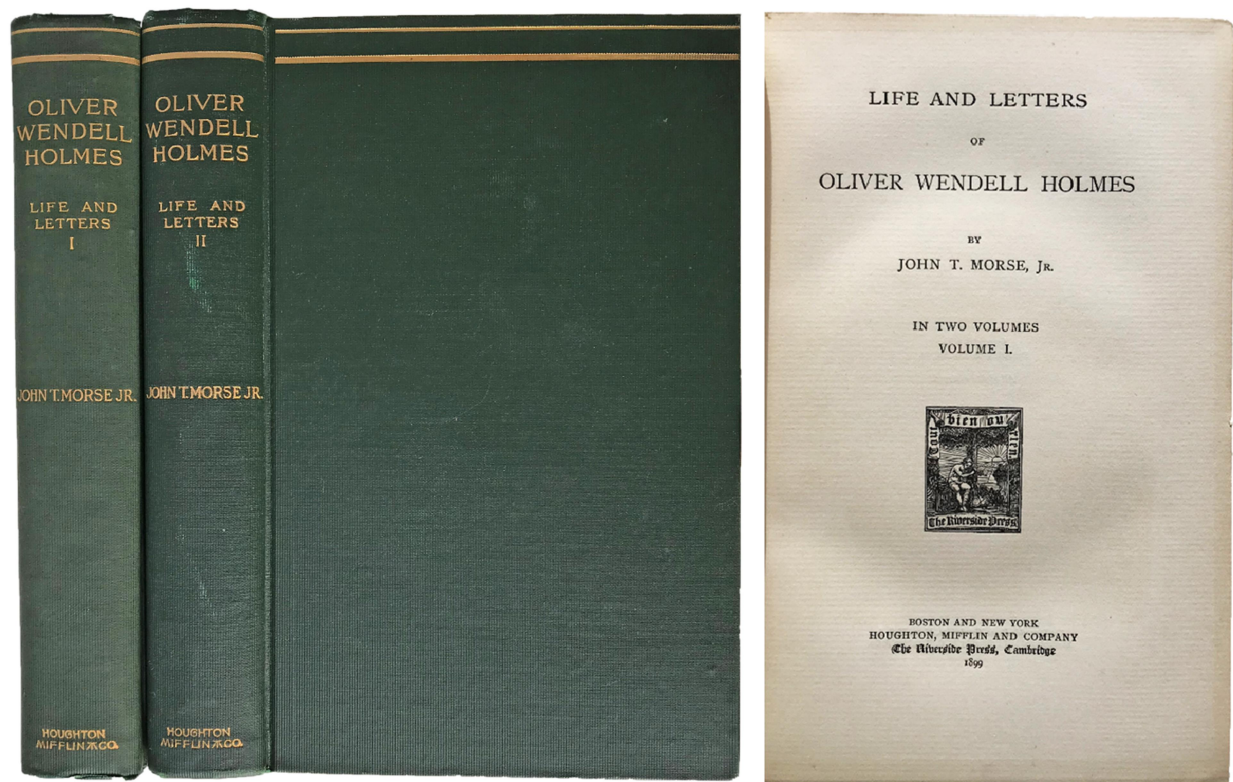 OLIVER
WENDELL
HOLMES
LIFE AND
LETTERS
I
JOHN T. MORSE JR.
HOUGHTON
MIFFLIN & CO.
OLIVER
WENDELL
HOLMES
LIFE AND
LETTERS
II
JOHN T. MORSE JR.
HOUGHTON
MIFFLIN & CO.
LIFE AND LETTERS
OF
OLIVER WENDELL HOLMES
BY
JOHN T. MORSE, JR.
IN TWO VOLUMES
VOLUME I.
Tout bien ou rien
The Riverside Press
BOSTON AND NEW YORK
HOUGHTON, MIFFLIN AND COMPANY
The Riverside Press, Cambridge
1899